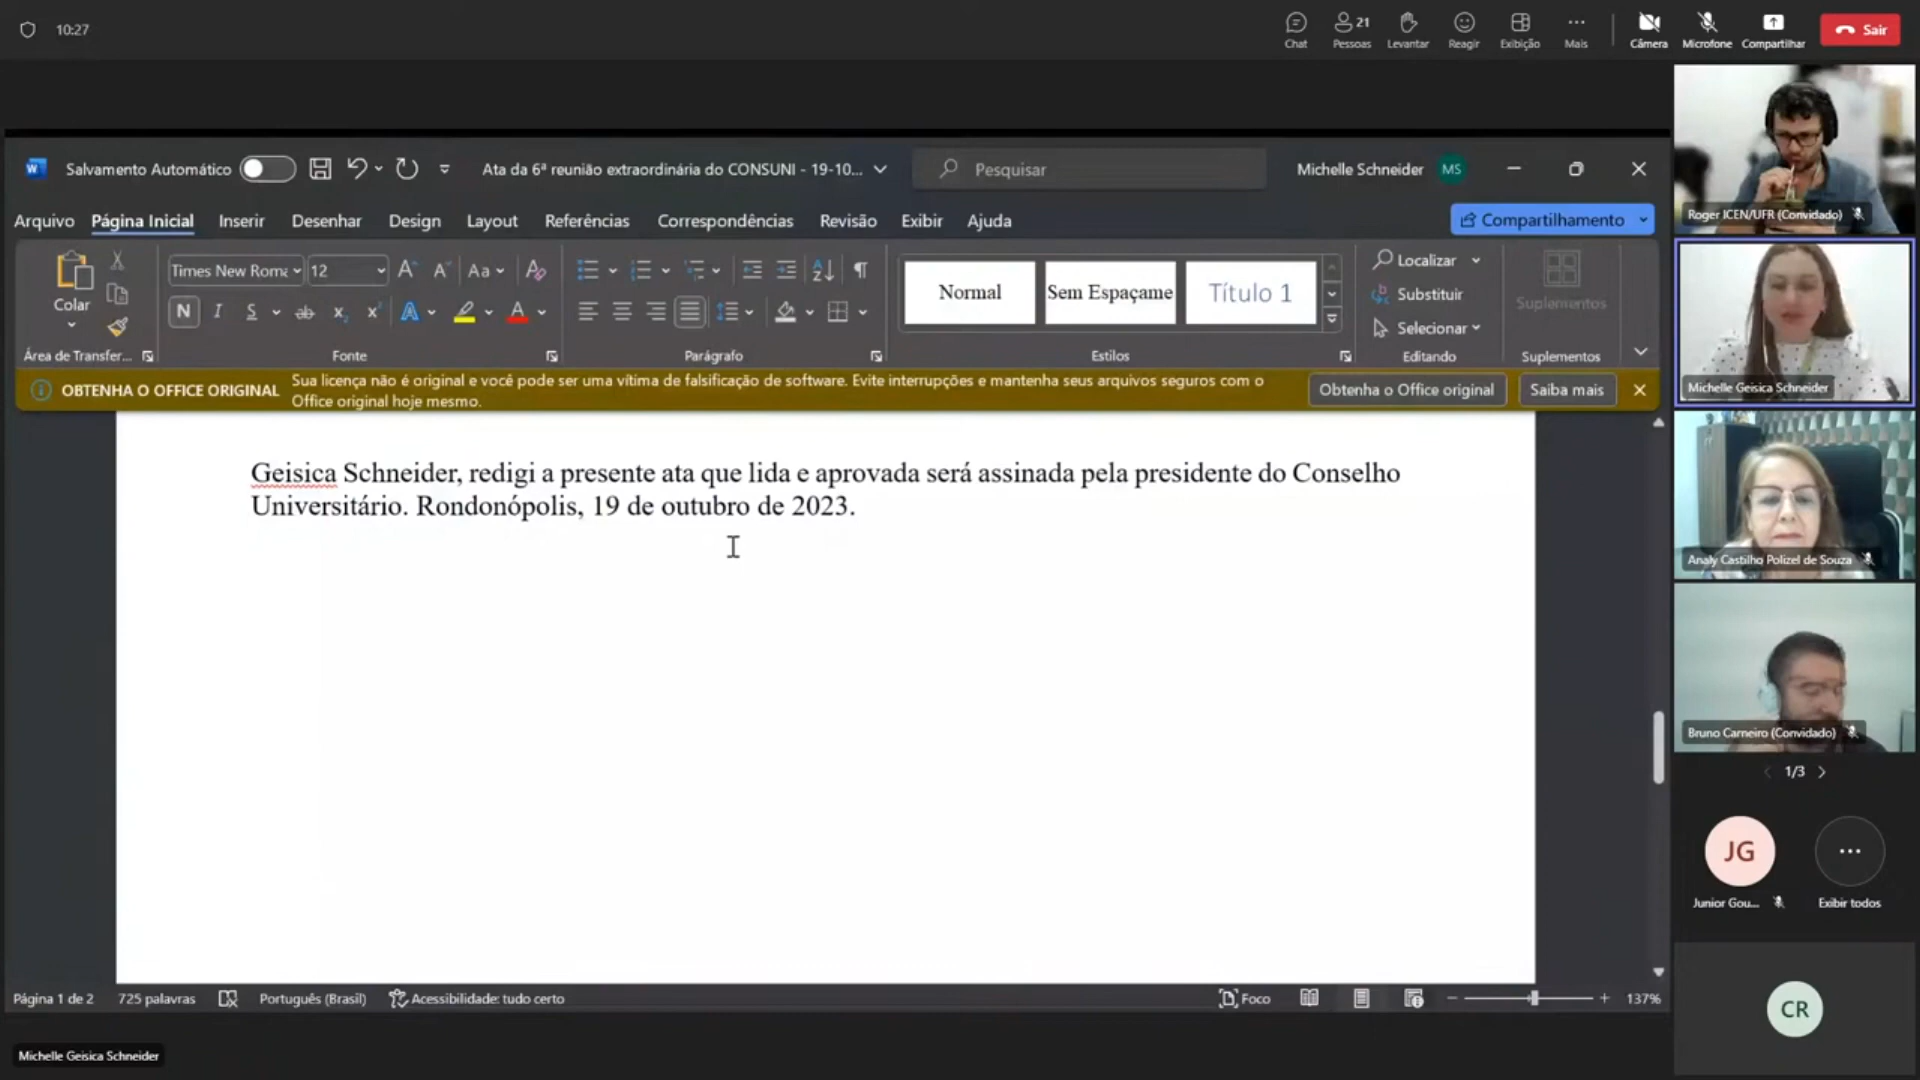 10:27
Chat
21
Pessoas
Levantar
Reagir
Exibição
Mais
Câmera
Microfone
Compartilhar
Sair
Salvamento Automático
Ata da 6ª reunião extraordinária do CONSUNI - 19-10...
Pesquisar
Michelle Schneider
MS
Arquivo
Página Inicial
Inserir
Desenhar
Design
Layout
Referências
Correspondências
Revisão
Exibir
Ajuda
Compartilhamento
Colar
Área de Transfer...
Times New Roma
12
Aa
N I S ab
Fonte
Parágrafo
Normal
Sem Espaçame
Título 1
Estilos
Localizar
Substituir
Selecionar
Editando
Suplementos
Suplementos
OBTENHA O OFFICE ORIGINAL
Sua licença não é original e você pode ser uma vítima de falsificação de software. Evite interrupções e mantenha seus arquivos seguros com o
Office original hoje mesmo.
Obtenha o Office original
Saiba mais
Geisica Schneider, redigi a presente ata que lida e aprovada será assinada pela presidente do Conselho
Universitário. Rondonópolis, 19 de outubro de 2023.
Página 1 de 2
725 palavras
Português (Brasil)
Acessibilidade: tudo certo
Foco
137%
Michelle Geisica Schneider
Roger ICEN/UFR (Convidado)
Michelle Geisica Schneider
Analy Castilho Polizel de Souza
Bruno Carneiro (Convidado)
1/3
JG
Junior Gou...
Exibir todos
CR